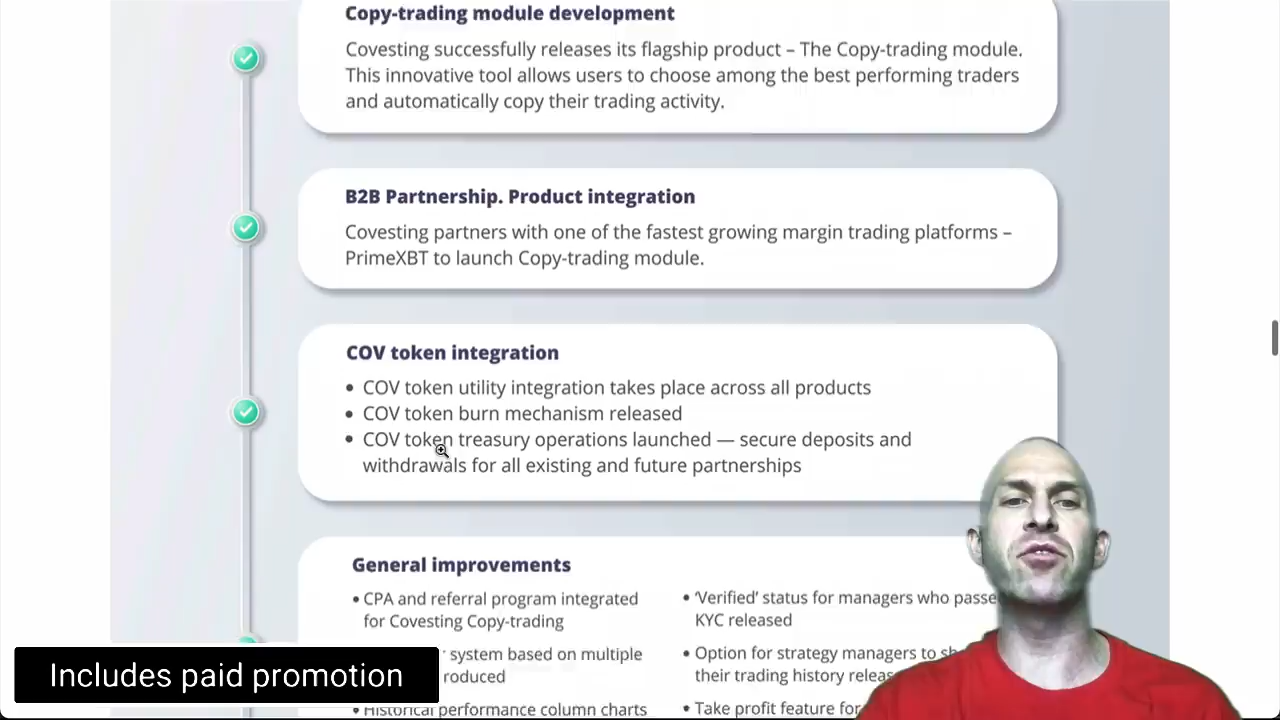 Copy-trading module development
Covesting successfully releases its flagship product – The Copy-trading module.
This innovative tool allows users to choose among the best performing traders
and automatically copy their trading activity.
B2B Partnership. Product integration
Covesting partners with one of the fastest growing margin trading platforms –
PrimeXBT to launch Copy-trading module.
COV token integration
• COV token utility integration takes place across all products
• COV token burn mechanism released
• COV token treasury operations launched — secure deposits and
withdrawals for all existing and future partnerships
General improvements
• CPA and referral program integrated
for Covesting Copy-trading
system based on multiple
• Historical performance column charts
• ‘Verified’ status for managers who
KYC released
• Option for strategy managers to
their trading history
• Take profit feature for
Includes paid promotion